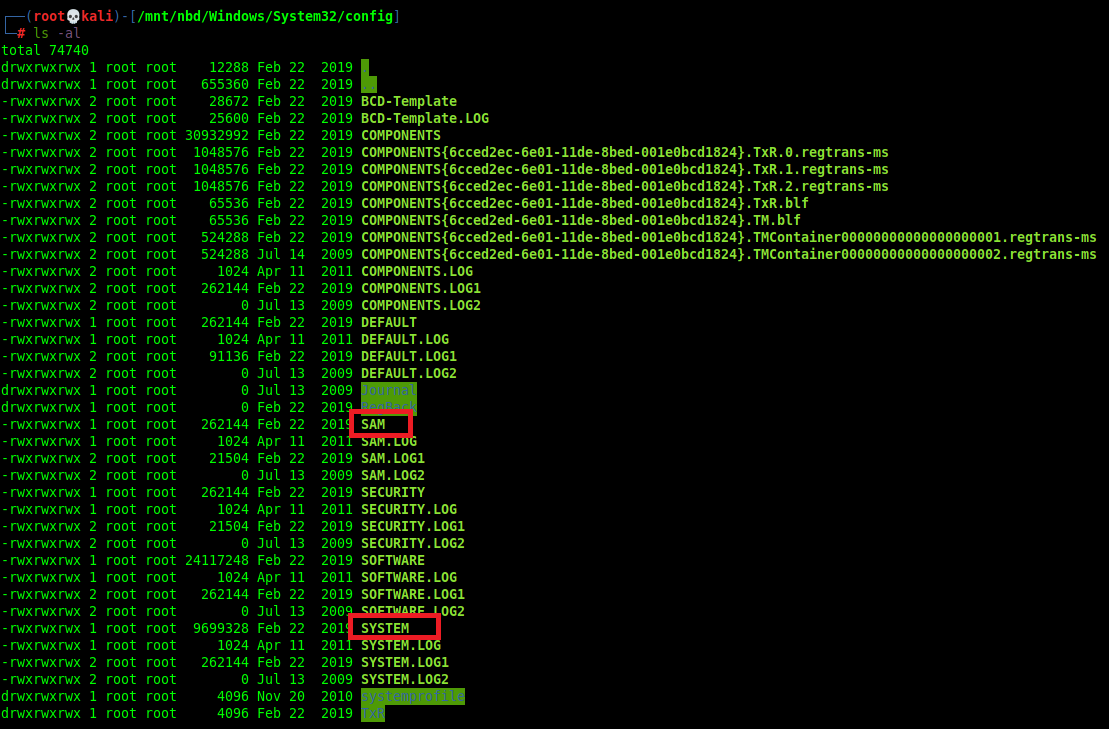 ┌──(root💀kali)-[/mnt/nbd/Windows/System32/config]
└─# ls -al
total 74740
drwxrwxrwx 1 root root    12288 Feb 22  2019 .
drwxrwxrwx 1 root root   655360 Feb 22  2019 ..
-rwxrwxrwx 2 root root    28672 Feb 22  2019 BCD-Template
-rwxrwxrwx 2 root root    25600 Feb 22  2019 BCD-Template.LOG
-rwxrwxrwx 2 root root 30932992 Feb 22  2019 COMPONENTS
-rwxrwxrwx 2 root root  1048576 Feb 22  2019 COMPONENTS{6cced2ec-6e01-11de-8bed-001e0bcd1824}.TxR.0.regtrans-ms
-rwxrwxrwx 2 root root  1048576 Feb 22  2019 COMPONENTS{6cced2ec-6e01-11de-8bed-001e0bcd1824}.TxR.1.regtrans-ms
-rwxrwxrwx 2 root root  1048576 Feb 22  2019 COMPONENTS{6cced2ec-6e01-11de-8bed-001e0bcd1824}.TxR.2.regtrans-ms
-rwxrwxrwx 2 root root    65536 Feb 22  2019 COMPONENTS{6cced2ec-6e01-11de-8bed-001e0bcd1824}.TxR.blf
-rwxrwxrwx 2 root root    65536 Feb 22  2019 COMPONENTS{6cced2ed-6e01-11de-8bed-001e0bcd1824}.TM.blf
-rwxrwxrwx 2 root root   524288 Feb 22  2019 COMPONENTS{6cced2ed-6e01-11de-8bed-001e0bcd1824}.TMContainer00000000000000000001.regtrans-ms
-rwxrwxrwx 2 root root   524288 Jul 14  2009 COMPONENTS{6cced2ed-6e01-11de-8bed-001e0bcd1824}.TMContainer00000000000000000002.regtrans-ms
-rwxrwxrwx 2 root root     1024 Apr 11  2011 COMPONENTS.LOG
-rwxrwxrwx 2 root root   262144 Feb 22  2019 COMPONENTS.LOG1
-rwxrwxrwx 2 root root        0 Jul 13  2009 COMPONENTS.LOG2
-rwxrwxrwx 1 root root   262144 Feb 22  2019 DEFAULT
-rwxrwxrwx 1 root root     1024 Apr 11  2011 DEFAULT.LOG
-rwxrwxrwx 2 root root    91136 Feb 22  2019 DEFAULT.LOG1
-rwxrwxrwx 2 root root        0 Jul 13  2009 DEFAULT.LOG2
drwxrwxrwx 1 root root        0 Jul 13  2009 Journal
drwxrwxrwx 1 root root        0 Feb 22  2019 RegBack
-rwxrwxrwx 1 root root   262144 Feb 22  2019 SAM
-rwxrwxrwx 1 root root     1024 Apr 11  2011 SAM.LOG
-rwxrwxrwx 2 root root    21504 Feb 22  2019 SAM.LOG1
-rwxrwxrwx 2 root root        0 Jul 13  2009 SAM.LOG2
-rwxrwxrwx 1 root root   262144 Feb 22  2019 SECURITY
-rwxrwxrwx 1 root root     1024 Apr 11  2011 SECURITY.LOG
-rwxrwxrwx 2 root root    21504 Feb 22  2019 SECURITY.LOG1
-rwxrwxrwx 2 root root        0 Jul 13  2009 SECURITY.LOG2
-rwxrwxrwx 1 root root 24117248 Feb 22  2019 SOFTWARE
-rwxrwxrwx 1 root root     1024 Apr 11  2011 SOFTWARE.LOG
-rwxrwxrwx 2 root root   262144 Feb 22  2019 SOFTWARE.LOG1
-rwxrwxrwx 2 root root        0 Jul 13  2009 SOFTWARE.LOG2
-rwxrwxrwx 1 root root  9699328 Feb 22  2019 SYSTEM
-rwxrwxrwx 1 root root     1024 Apr 11  2011 SYSTEM.LOG
-rwxrwxrwx 2 root root   262144 Feb 22  2019 SYSTEM.LOG1
-rwxrwxrwx 2 root root        0 Jul 13  2009 SYSTEM.LOG2
drwxrwxrwx 1 root root     4096 Nov 20  2010 systemprofile
drwxrwxrwx 1 root root     4096 Feb 22  2019 TxR